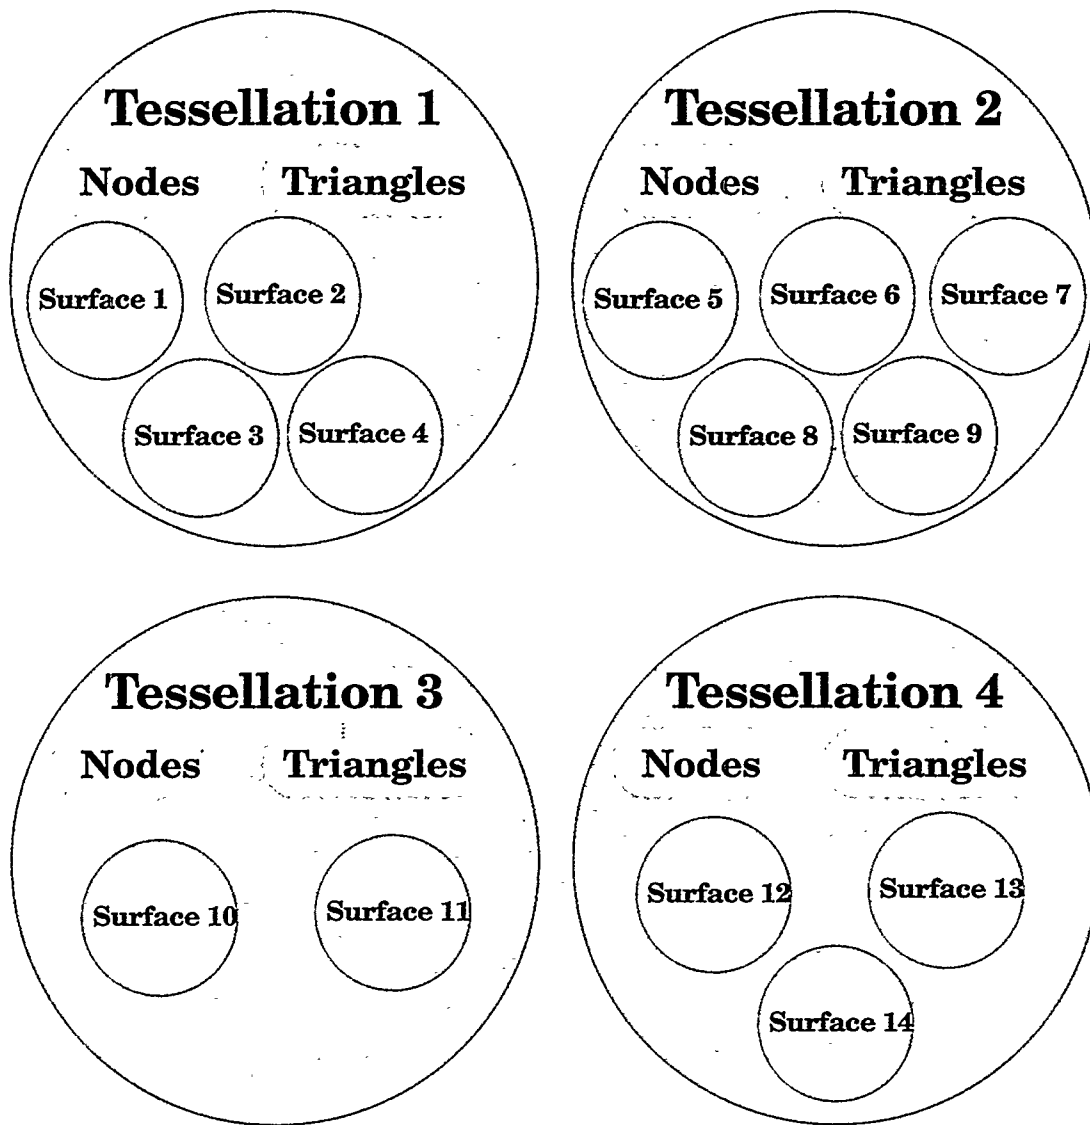 Tessellation 1
Nodes Triangles
Surface 1 Surface 2
Surface 3 Surface 4
Tessellation 2
Nodes Triangles
Surface 5 Surface 6 Surface 7
Surface 8 Surface 9
Tessellation 3
Nodes Triangles
Surface 10 Surface 11
Tessellation 4
Nodes Triangles
Surface 12 Surface 13
Surface 14